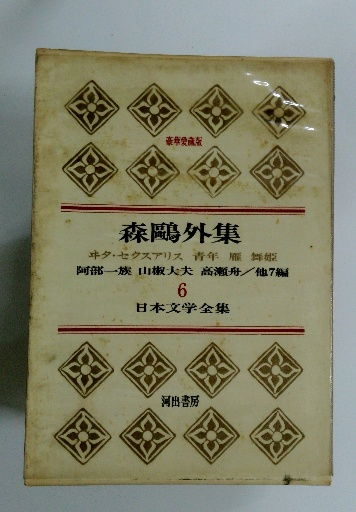 豪華愛蔵版
森鷗外集
ヰタ・セクスアリス 青年 雁 舞姫
阿部一族 山椒大夫 高瀬舟/他7編
6
日本文学全集
河出書房